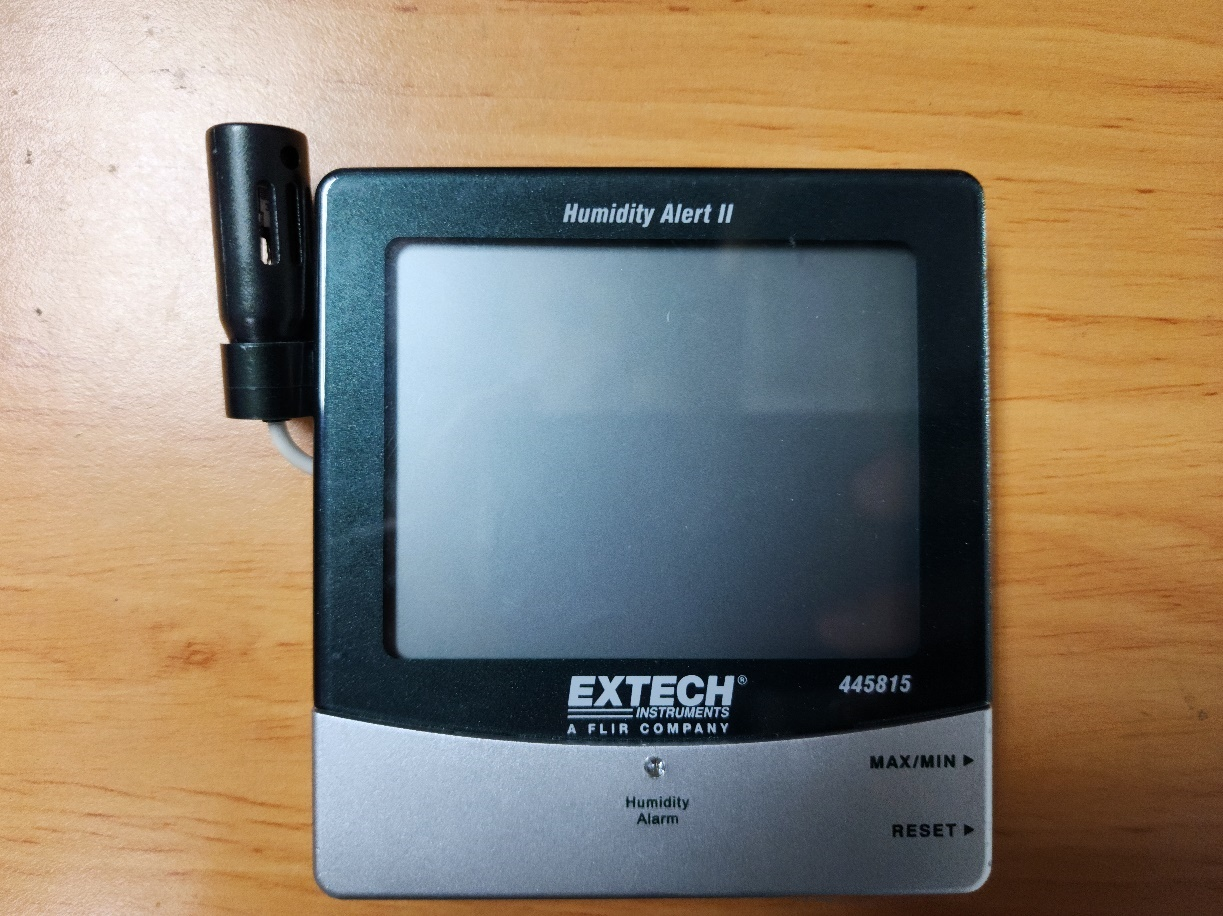 Humidity Alert II
EXTECH®
INSTRUMENTS
A FLIR COMPANY
445815
MAX/MIN ▶
Humidity
Alarm
RESET ▶